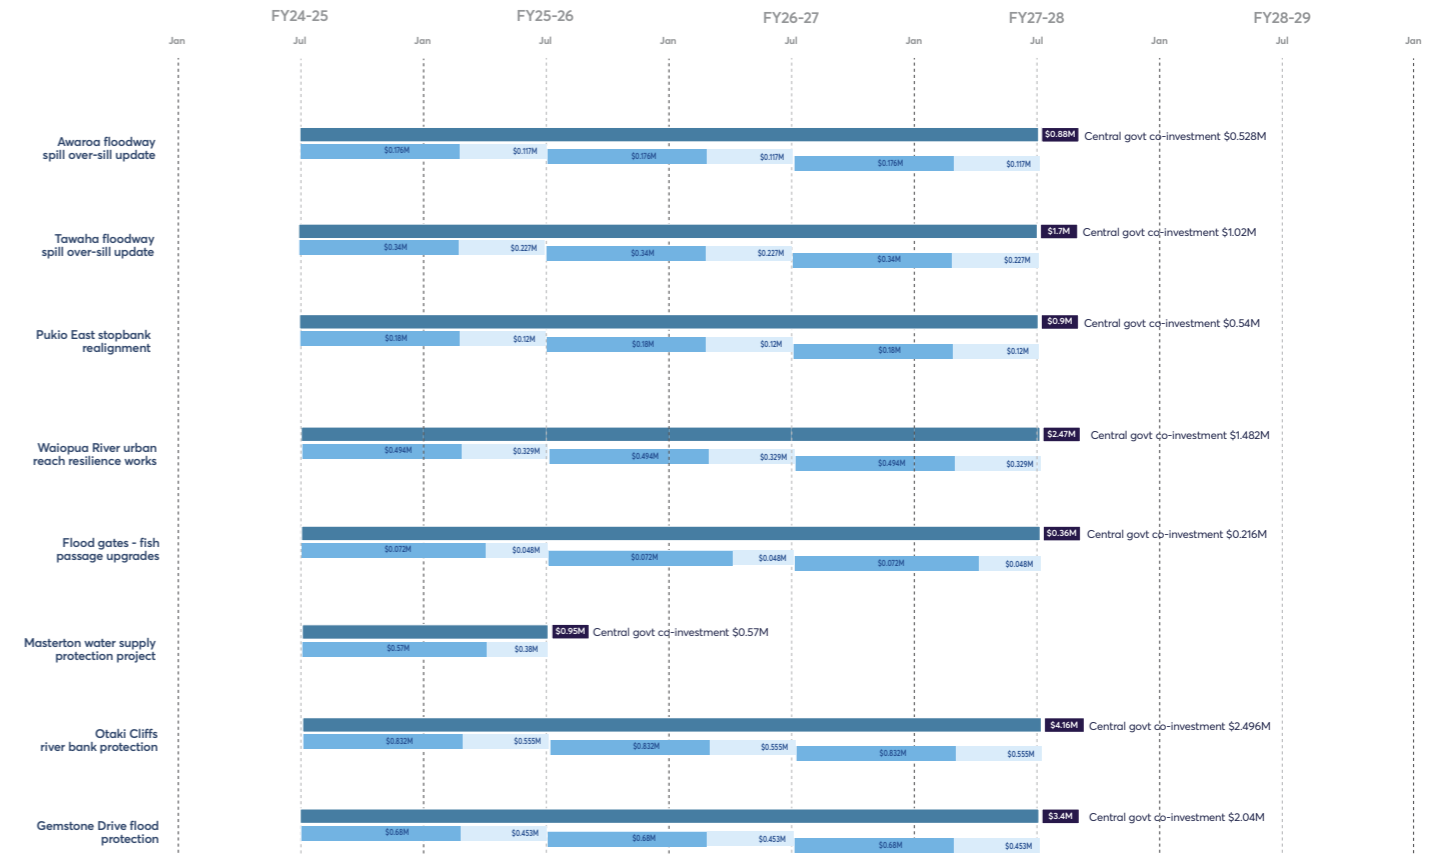 FY24-25 FY25-26 FY26-27 FY27-28 FY28-29
Jan Jul Jan Jul Jan Jul Jan Jul Jan Jul Jan
Awaroa floodway
spill over-sill update
$0.88M Central govt co-investment $0.528M
$0.176M $0.117M $0.176M $0.117M $0.176M $0.117M
Tawaha floodway
spill over-sill update
$1.7M Central govt co-investment $1.02M
$0.34M $0.227M $0.34M $0.227M $0.34M $0.227M
Pukio East stopbank
realignment
$0.9M Central govt co-investment $0.54M
$0.18M $0.12M $0.18M $0.12M $0.18M $0.12M
Waiopua River urban
reach resilience works
$2.47M Central govt co-investment $1.482M
$0.494M $0.329M $0.494M $0.329M $0.494M $0.329M
Flood gates - fish
passage upgrades
$0.36M Central govt co-investment $0.216M
$0.072M $0.048M $0.072M $0.048M $0.072M $0.048M
Masterton water supply
protection project
$0.95M Central govt co-investment $0.57M
$0.57M $0.38M
Otaki Cliffs
river bank protection
$4.16M Central govt co-investment $2.496M
$0.832M $0.555M $0.832M $0.555M $0.832M $0.555M
Gemstone Drive flood
protection
$3.4M Central govt co-investment $2.04M
$0.68M $0.453M $0.68M $0.453M $0.68M $0.453M